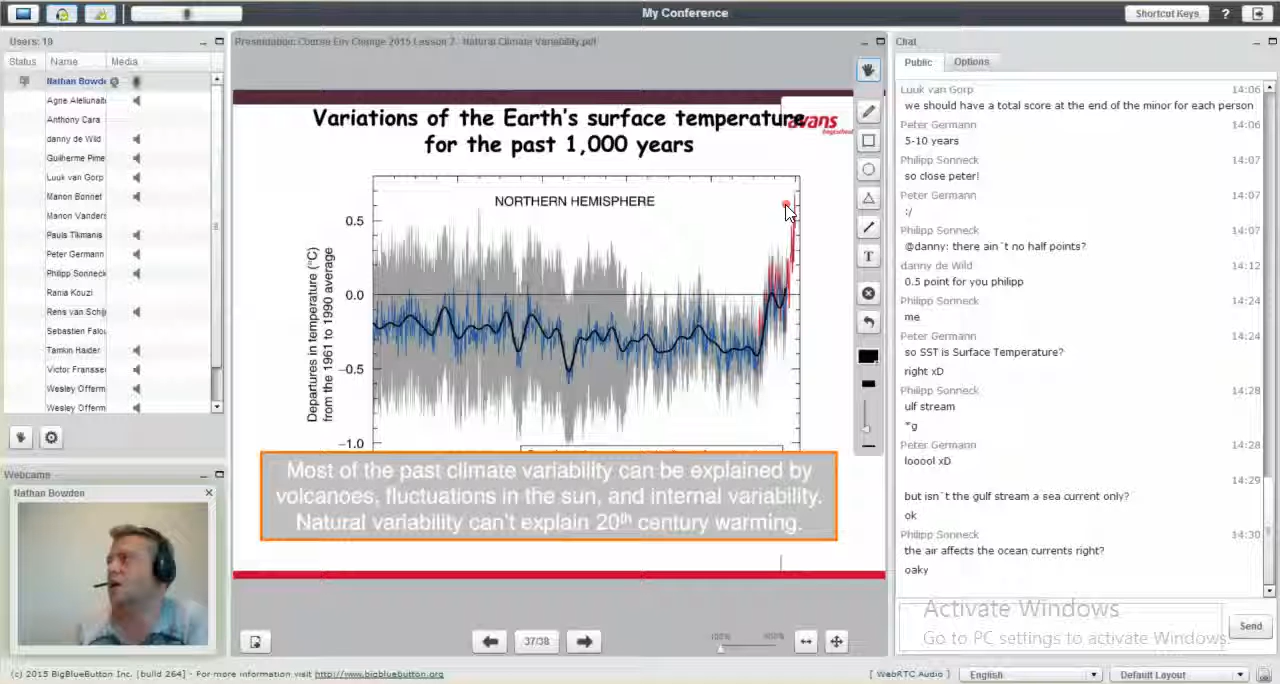 My Conference
Shortcut Keys
?
Users: 19
Status Name Media
Nathan Bowde
Agne Aleliunait
Anthony Cara
danny de Wild
Guilherme Pime
Luuk van Gorp
Manon Bonnet
Manon Vanders
Pauls Tikmanis
Peter Germann
Philipp Sonneck
Rania Kouzi
Rens van Schij
Sebastien Falou
Tamkin Haider
Victor Fransser
Wesley Offerm
Wesley Offerm
Webcams
Nathan Bowden
Presentation: Course Env Change 2015 Lesson 7 - Natural Climate Variability.pdf
Variations of the Earth's surface temperature
for the past 1,000 years
avans
hogeschool
NORTHERN HEMISPHERE
Departures in temperature (°C)
from the 1961 to 1990 average
0.5
0.0
−0.5
−1.0
Most of the past climate variability can be explained by
volcanoes, fluctuations in the sun, and internal variability.
Natural variability can't explain 20th century warming.
T
37/38
100%
400%
Chat
Public Options
Luuk van Gorp 14:06
we should have a total score at the end of the minor for each person
Peter Germann 14:06
5-10 years
Philipp Sonneck 14:07
so close peter!
Peter Germann 14:07
:/
Philipp Sonneck 14:07
@danny: there ain´t no half points?
danny de Wild 14:12
0.5 point for you philipp
Philipp Sonneck 14:24
me
Peter Germann 14:24
so SST is Surface Temperature?
right xD
Philipp Sonneck 14:28
ulf stream
*g
Peter Germann 14:28
looool xD
14:29
but isn´t the gulf stream a sea current only?
ok
Philipp Sonneck 14:30
the air affects the ocean currents right?
oaky
Activate Windows
Go to PC settings to activate Windows.
Send
(c) 2015 BigBlueButton Inc. [build 264] - For more information visit http://www.bigbluebutton.org
[ WebRTC Audio ]
English
Default Layout